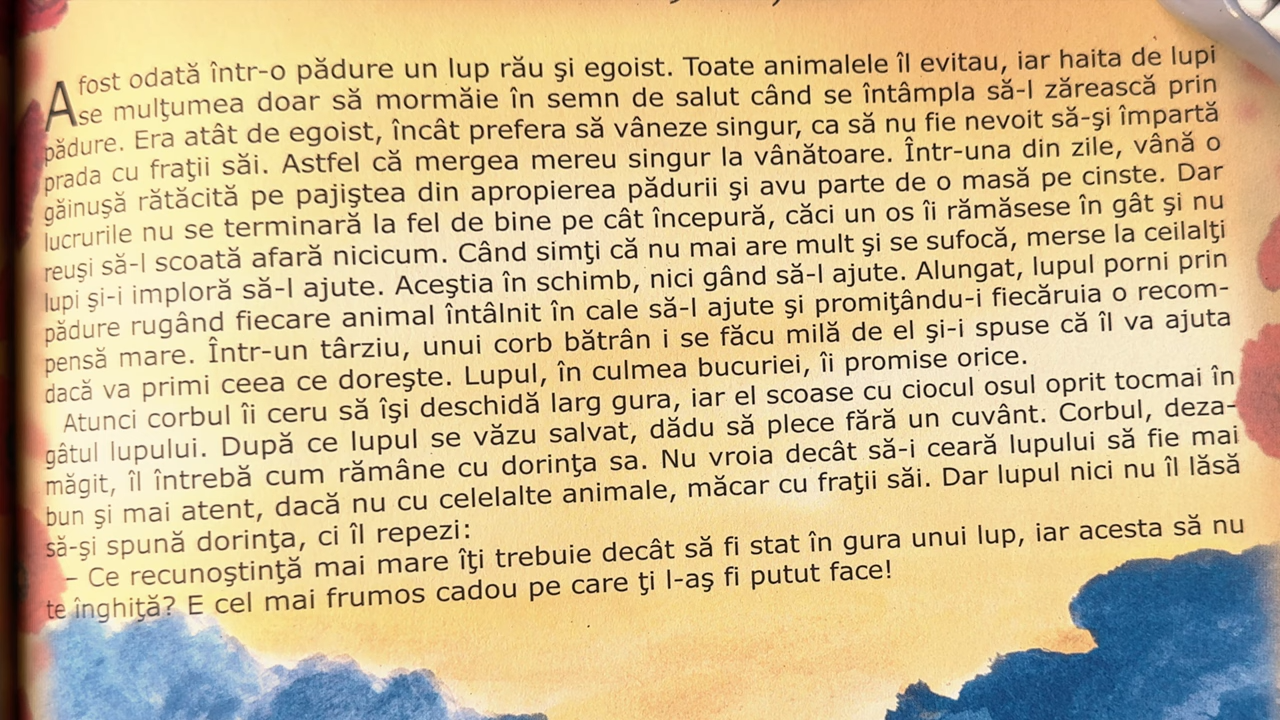 A fost odată într-o pădure un lup rău şi egoist. Toate animalele îl evitau, iar haita de lupi
se mulţumea doar să mormăie în semn de salut când se întâmpla să-l zărească prin
pădure. Era atât de egoist, încât prefera să vâneze singur, ca să nu fie nevoit să-şi împartă
prada cu fraţii săi. Astfel că mergea mereu singur la vânătoare. Într-una din zile, vână o
găinuşă rătăcită pe pajiştea din apropierea pădurii şi avu parte de o masă pe cinste. Dar
lucrurile nu se terminară la fel de bine pe cât începură, căci un os îi rămăsese în gât şi nu
reuşi să-l scoată afară nicicum. Când simţi că nu mai are mult şi se sufocă, merse la ceilalţi
lupi şi-i imploră să-l ajute. Aceştia în schimb, nici gând să-l ajute. Alungat, lupul porni prin
pădure rugând fiecare animal întâlnit în cale să-l ajute şi promiţându-i fiecăruia o recom-
pensă mare. Într-un târziu, unui corb bătrân i se făcu milă de el şi-i spuse că îl va ajuta
dacă va primi ceea ce doreşte. Lupul, în culmea bucuriei, îi promise orice.
Atunci corbul îi ceru să îşi deschidă larg gura, iar el scoase cu ciocul osul oprit tocmai în
gâtul lupului. După ce lupul se văzu salvat, dădu să plece fără un cuvânt. Corbul, deza-
măgit, îl întrebă cum rămâne cu dorinţa sa. Nu vroia decât să-i ceară lupului să fie mai
bun şi mai atent, dacă nu cu celelalte animale, măcar cu fraţii săi. Dar lupul nici nu îl lăsă
să-şi spună dorinţa, ci îl repezi:
– Ce recunoştinţă mai mare îţi trebuie decât să fi stat în gura unui lup, iar acesta să nu
te înghiţă? E cel mai frumos cadou pe care ţi l-aş fi putut face!